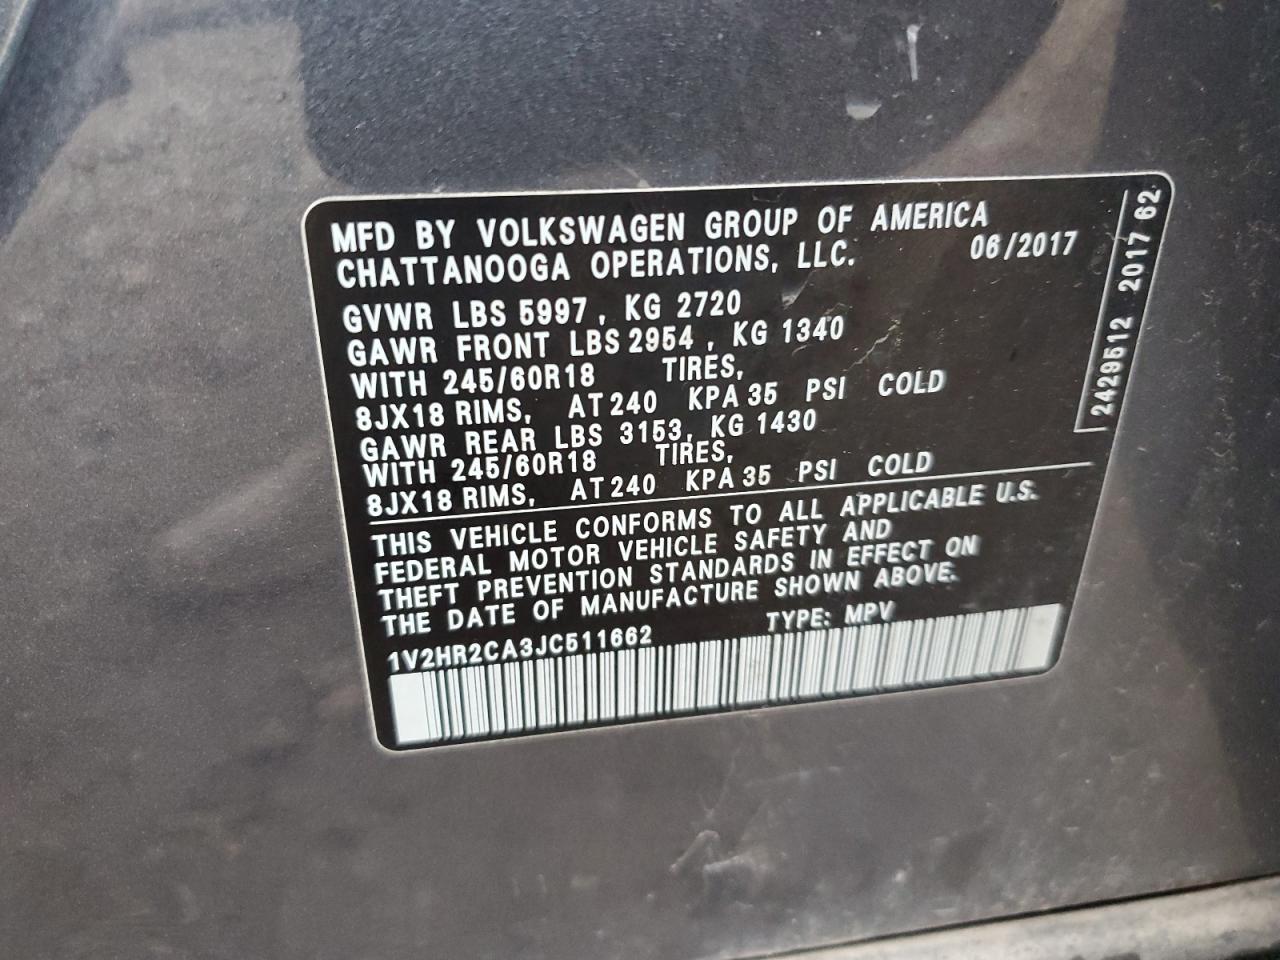 MFD BY VOLKSWAGEN GROUP OF AMERICA
CHATTANOOGA OPERATIONS, LLC. 06/2017
GVWR LBS 5997, KG 2720
GAWR FRONT LBS 2954, KG 1340
WITH 245/60R18 TIRES,
8JX18 RIMS, AT 240 KPA 35 PSI COLD
GAWR REAR LBS 3153, KG 1430
WITH 245/60R18 TIRES,
8JX18 RIMS, AT 240 KPA 35 PSI COLD
THIS VEHICLE CONFORMS TO ALL APPLICABLE U.S.
FEDERAL MOTOR VEHICLE SAFETY AND
THEFT PREVENTION STANDARDS IN EFFECT ON
THE DATE OF MANUFACTURE SHOWN ABOVE.
1V2HR2CA3JC511662 TYPE: MPV
2429512 2017 62